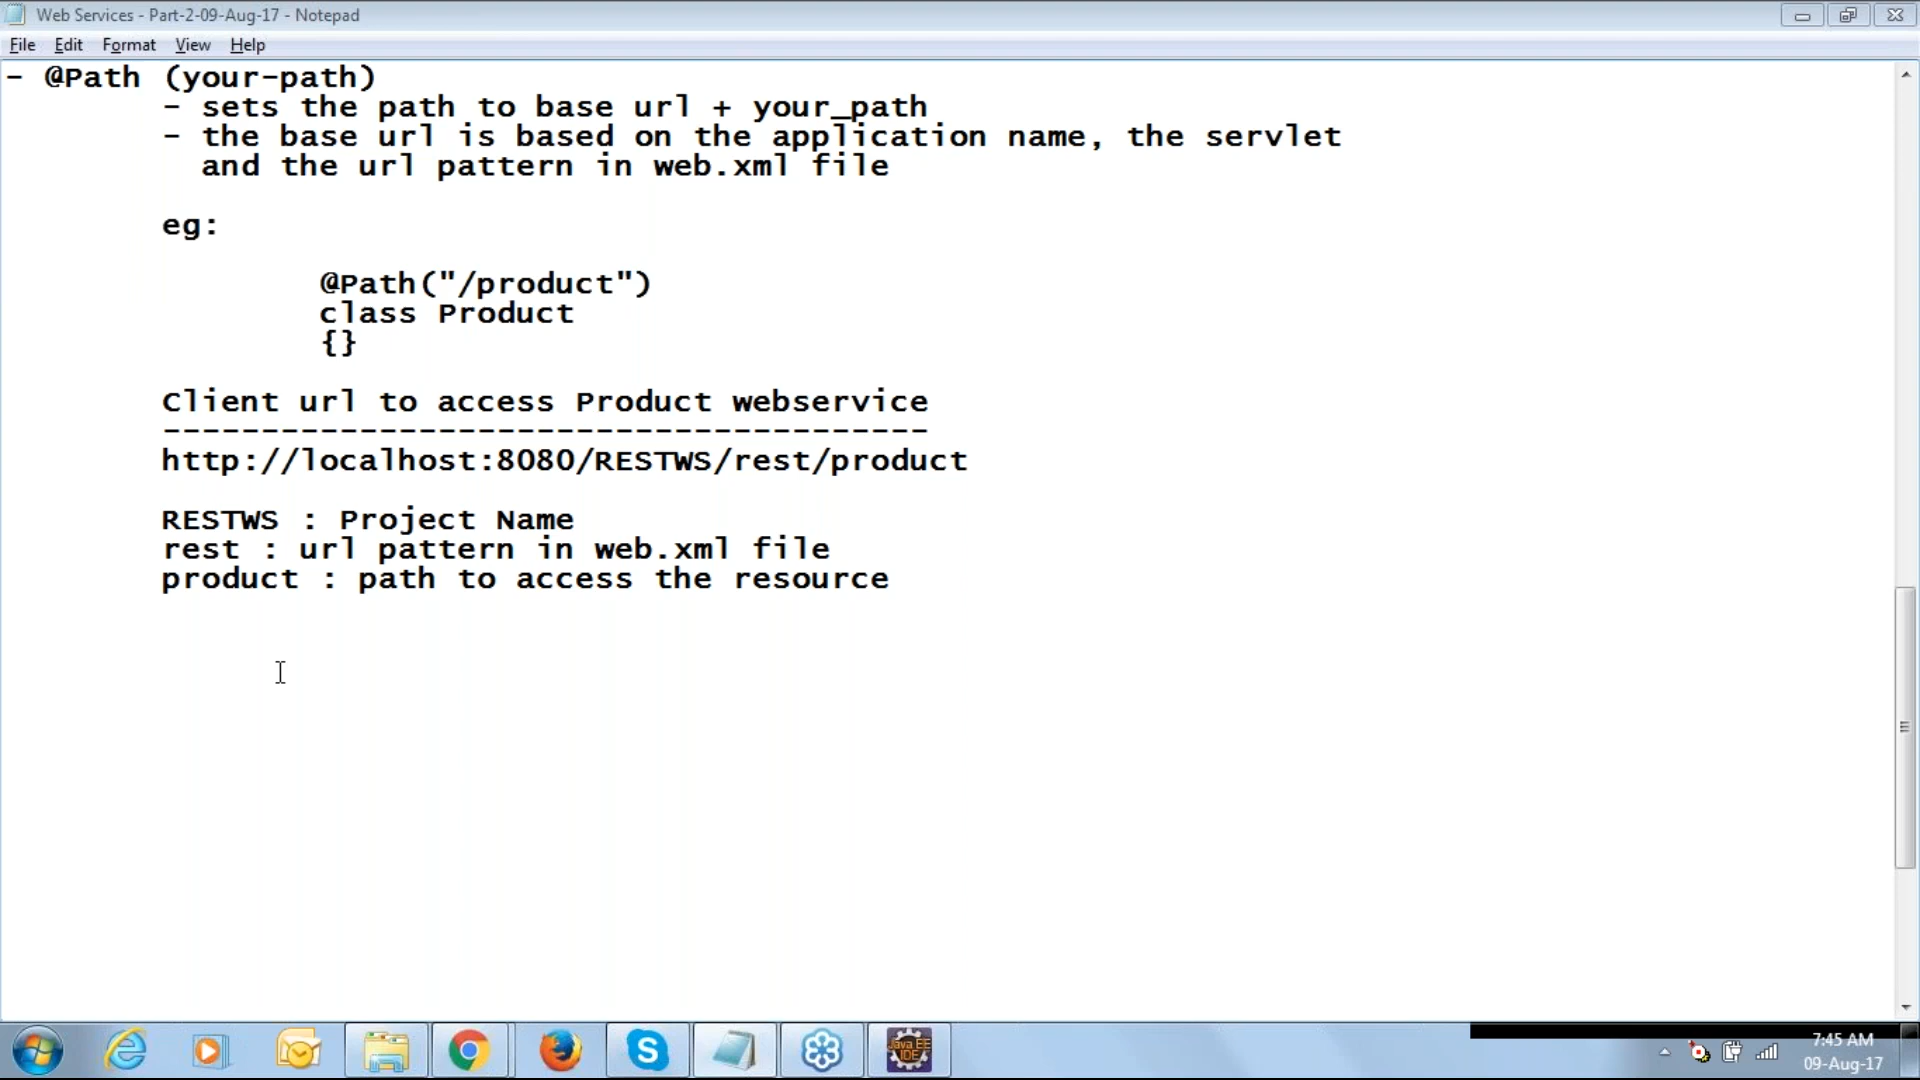 Web Services - Part-2-09-Aug-17 - Notepad
File Edit Format View Help
- @Path (your-path)
- sets the path to base url + your_path
- the base url is based on the application name, the servlet
and the url pattern in web.xml file
eg:
@Path("/product")
class Product
{}
Client url to access Product webservice
---------------------------------------
http://localhost:8080/RESTWS/rest/product
RESTWS : Project Name
rest : url pattern in web.xml file
product : path to access the resource
Java EE
IDE
7:45 AM
09-Aug-17